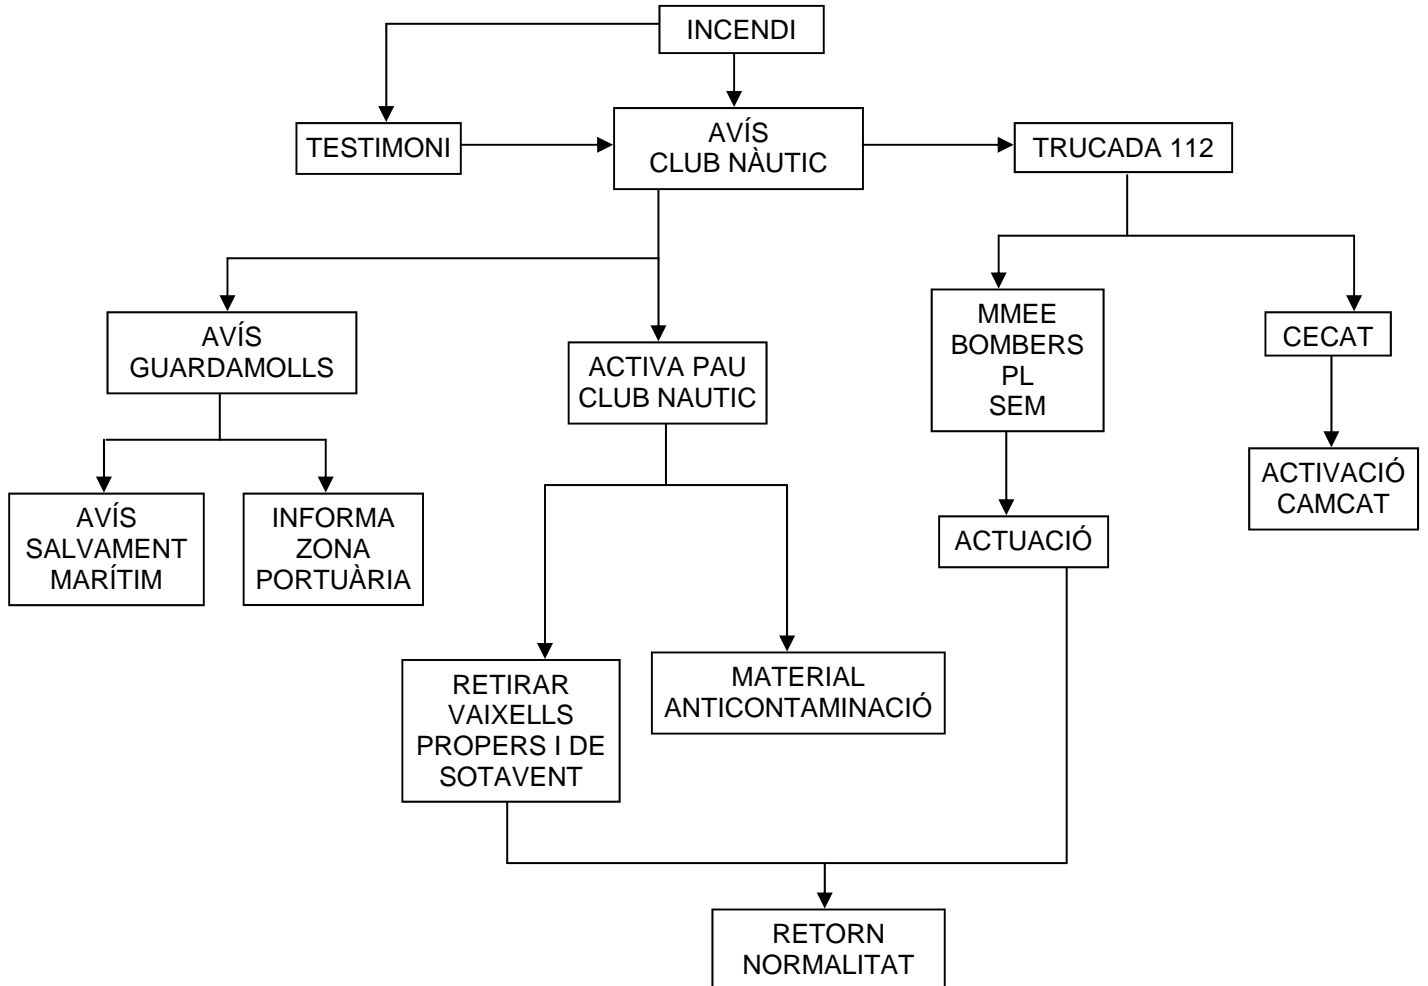 INCENDI
TESTIMONI
AVÍS
CLUB NÀUTIC
TRUCADA 112
AVÍS
GUARDAMOLLS
ACTIVA PAU
CLUB NAUTIC
MMEE
BOMBERS
PL
SEM
CECAT
AVÍS
SALVAMENT
MARÍTIM
INFORMA
ZONA
PORTUÀRIA
ACTUACIÓ
ACTIVACIÓ
CAMCAT
RETIRAR
VAIXELLS
PROPERS I DE
SOTAVENT
MATERIAL
ANTICONTAMINACIÓ
RETORN
NORMALITAT